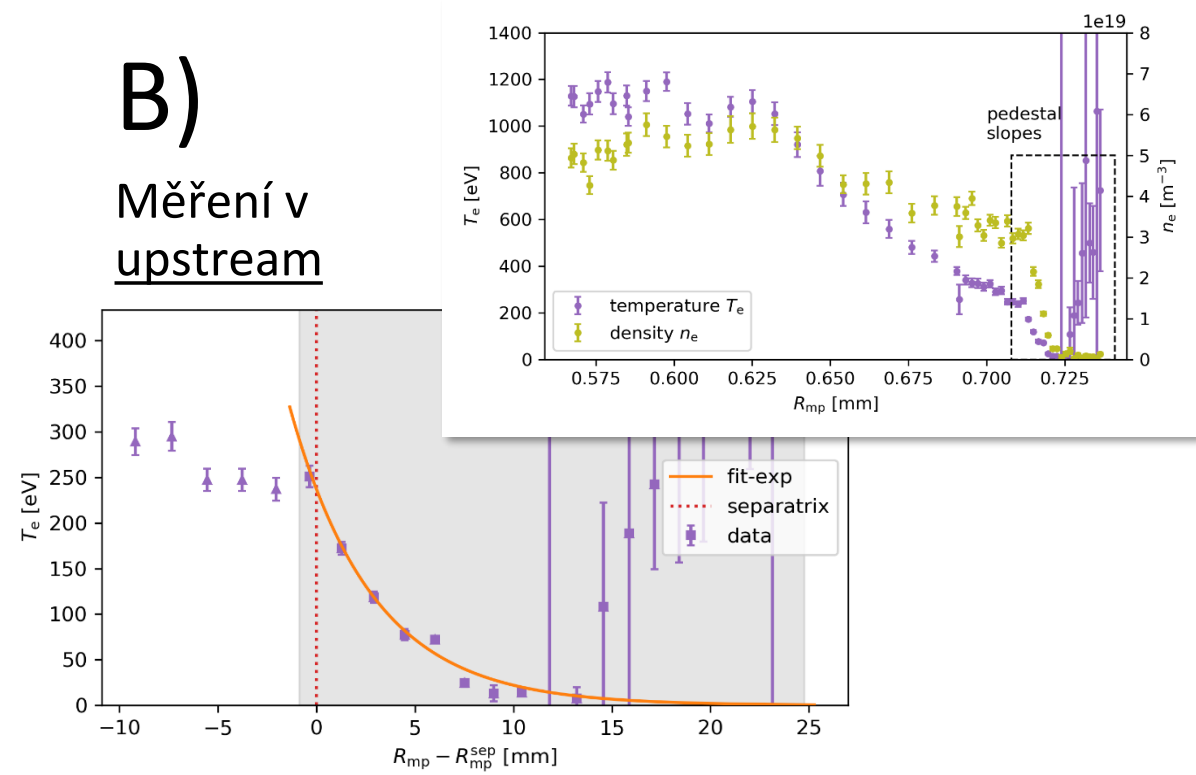 B)
Měření v
upstream
1e19
1400
1200
1000
800
600
400
200
0
Te [eV]
8
7
6
5
4
3
2
1
0
ne [m−3]
pedestal
slopes
temperature Te
density ne
0.575 0.600 0.625 0.650 0.675 0.700 0.725
Rmp [mm]
400
350
300
250
200
150
100
50
0
Te [eV]
fit-exp
separatrix
data
−10 −5 0 5 10 15 20 25
Rmp − Rmp sep [mm]